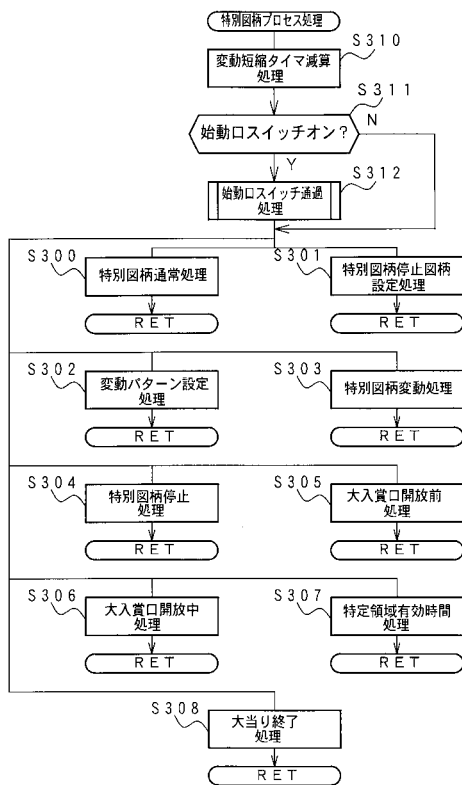 特別図柄プロセス処理
S310
変動短縮タイマ減算
処理
S311
始動口スイッチオン?
N
Y
S312
始動口スイッチ通過
処理
S300
特別図柄通常処理
RET
S301
特別図柄停止図柄
設定処理
RET
S302
変動パターン設定
処理
RET
S303
特別図柄変動処理
RET
S304
特別図柄停止
処理
RET
S305
大入賞口開放前
処理
RET
S306
大入賞口開放中
処理
RET
S307
特定領域有効時間
処理
RET
S308
大当り終了
処理
RET